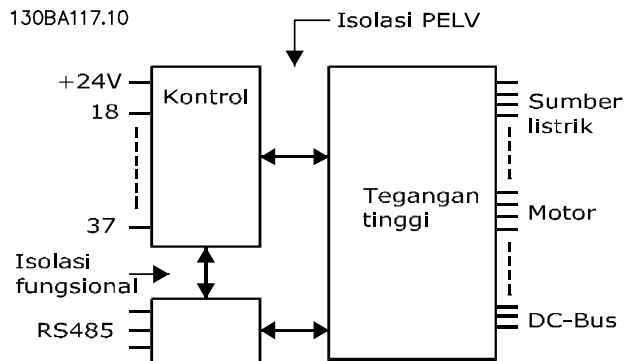 130BA117.10
Isolasi PELV
+24V
18
37
Kontrol
Tegangan
tinggi
Sumber
listrik
Motor
DC-Bus
Isolasi
fungsional
RS485